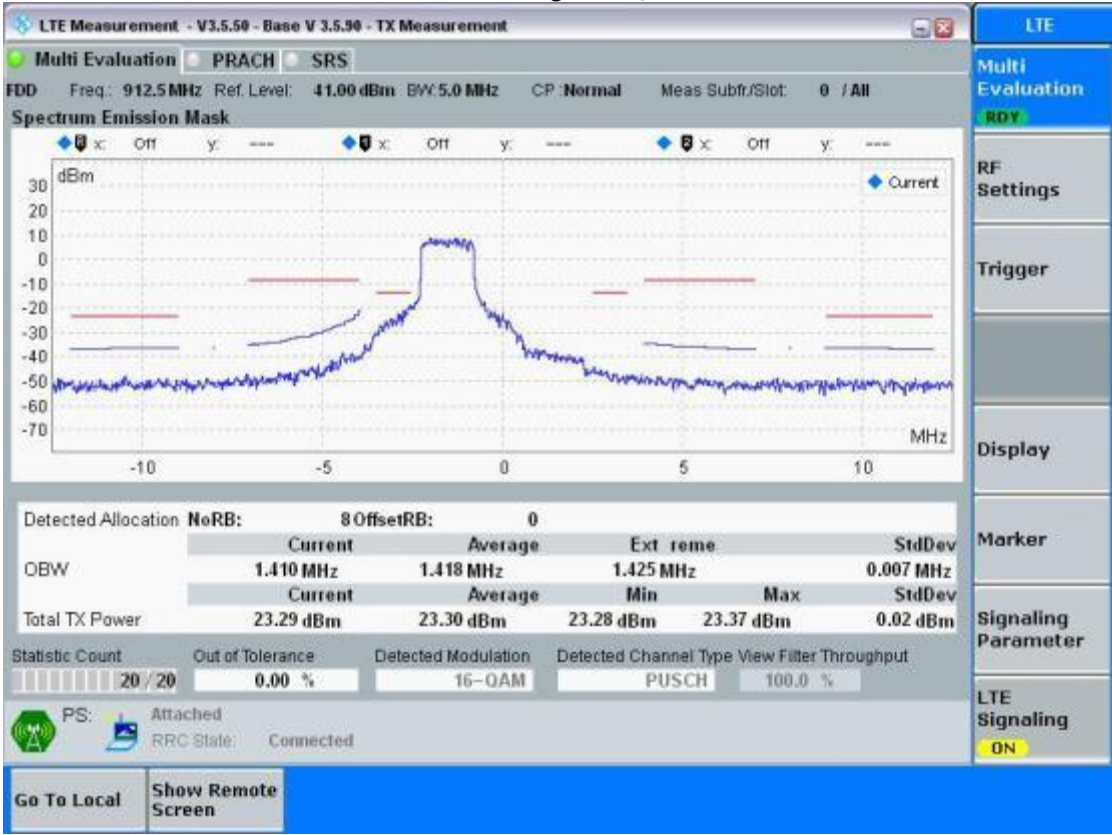 LTE Measurement - V3.5.50 - Base V 3.5.90 - TX Measurement
LTE
Multi Evaluation PRACH SRS
Multi
Evaluation
RDY
FDD Freq.: 912.5 MHz Ref. Level: 41.00 dBm BW: 5.0 MHz CP :Normal Meas Subfr./Slot: 0 / All
Spectrum Emission Mask
x: Off y: --- x: Off y: --- x: Off y: ---
dBm
Current
30
20
10
0
-10
-20
-30
-40
-50
-60
-70
MHz
-10 -5 0 5 10
RF
Settings
Trigger
Display
Marker
Signaling
Parameter
LTE
Signaling
ON
Detected Allocation NoRB: 8 OffsetRB: 0
Current Average Ext reme StdDev
OBW 1.410 MHz 1.418 MHz 1.425 MHz 0.007 MHz
Current Average Min Max StdDev
Total TX Power 23.29 dBm 23.30 dBm 23.28 dBm 23.37 dBm 0.02 dBm
Statistic Count Out of Tolerance Detected Modulation Detected Channel Type View Filter Throughput
20 / 20 0.00 % 16-QAM PUSCH 100.0 %
PS: Attached
RRC State: Connected
Go To Local Show Remote
Screen